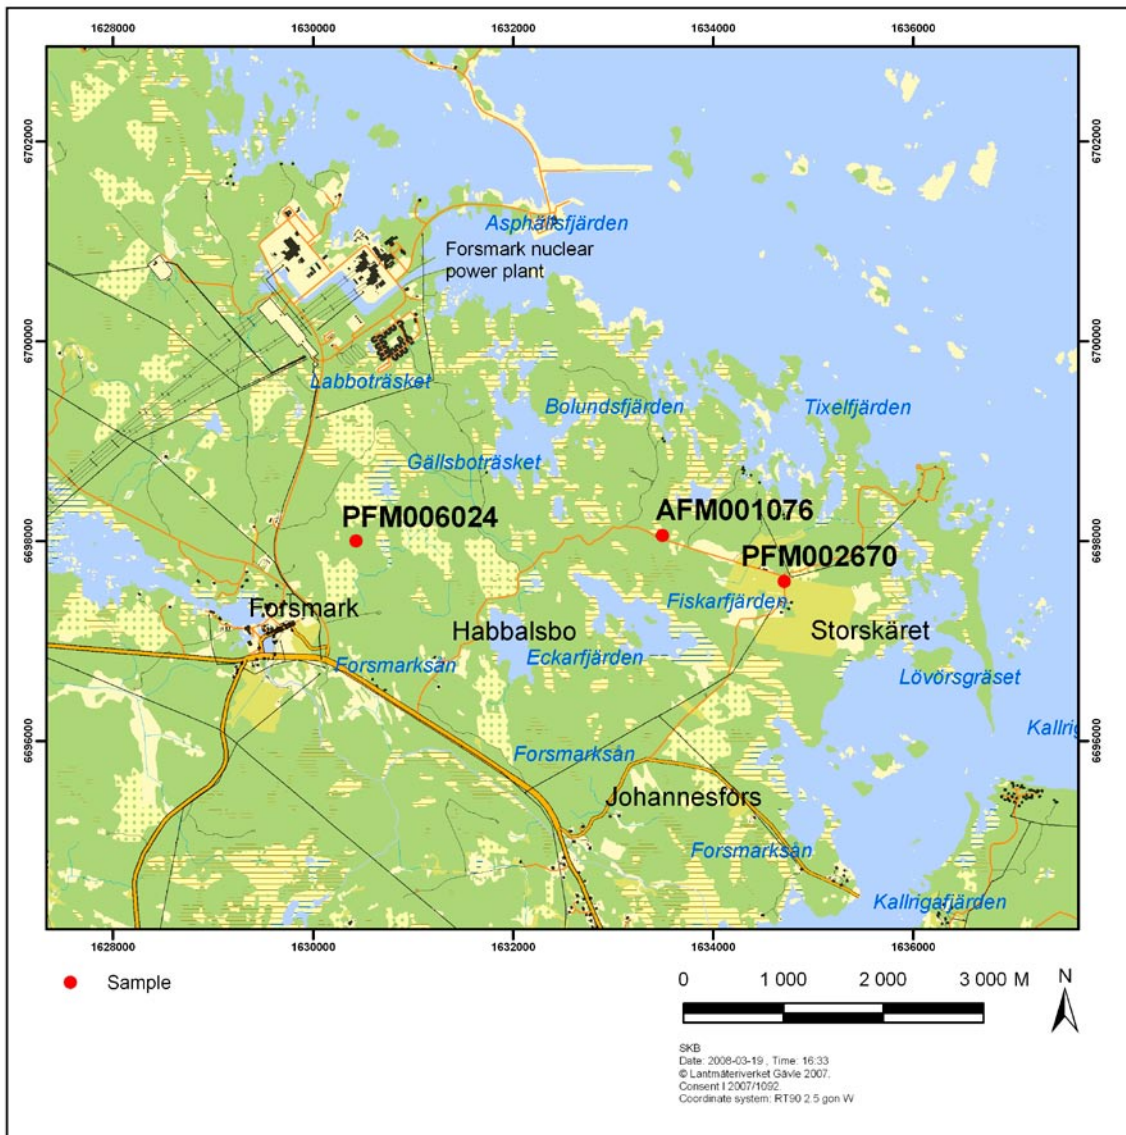 1628000 1630000 1632000 1634000 1636000
6702000 6702000
Asphällsfjärden
Forsmark nuclear
power plant
6700000 6700000
Labboträsket
Bolundsfjärden Tixelfjärden
Gällsboträsket
PFM006024 AFM001076
6698000 6698000
PFM002670
Fiskarfjärden
Forsmark
Habbalsbo Storskäret
Eckarfjärden
Forsmarksån
Lövörsgräset
Kallrig
6696000 6696000
Forsmarksån
Johannesfors
Forsmarksån
Kallrigafjärden
1628000 1630000 1632000 1634000 1636000
Sample
0 1 000 2 000 3 000 M N
SKB
Date: 2008-03-19 , Time: 16:33
© Lantmäteriverket Gävle 2007.
Consent I 2007/1092.
Coordinate system: RT90 2.5 gon W